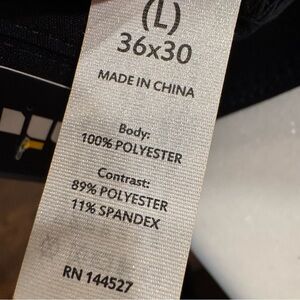 (L)
36x30
MADE IN CHINA
Body:
100% POLYESTER
Contrast:
89% POLYESTER
11% SPANDEX
RN 144527